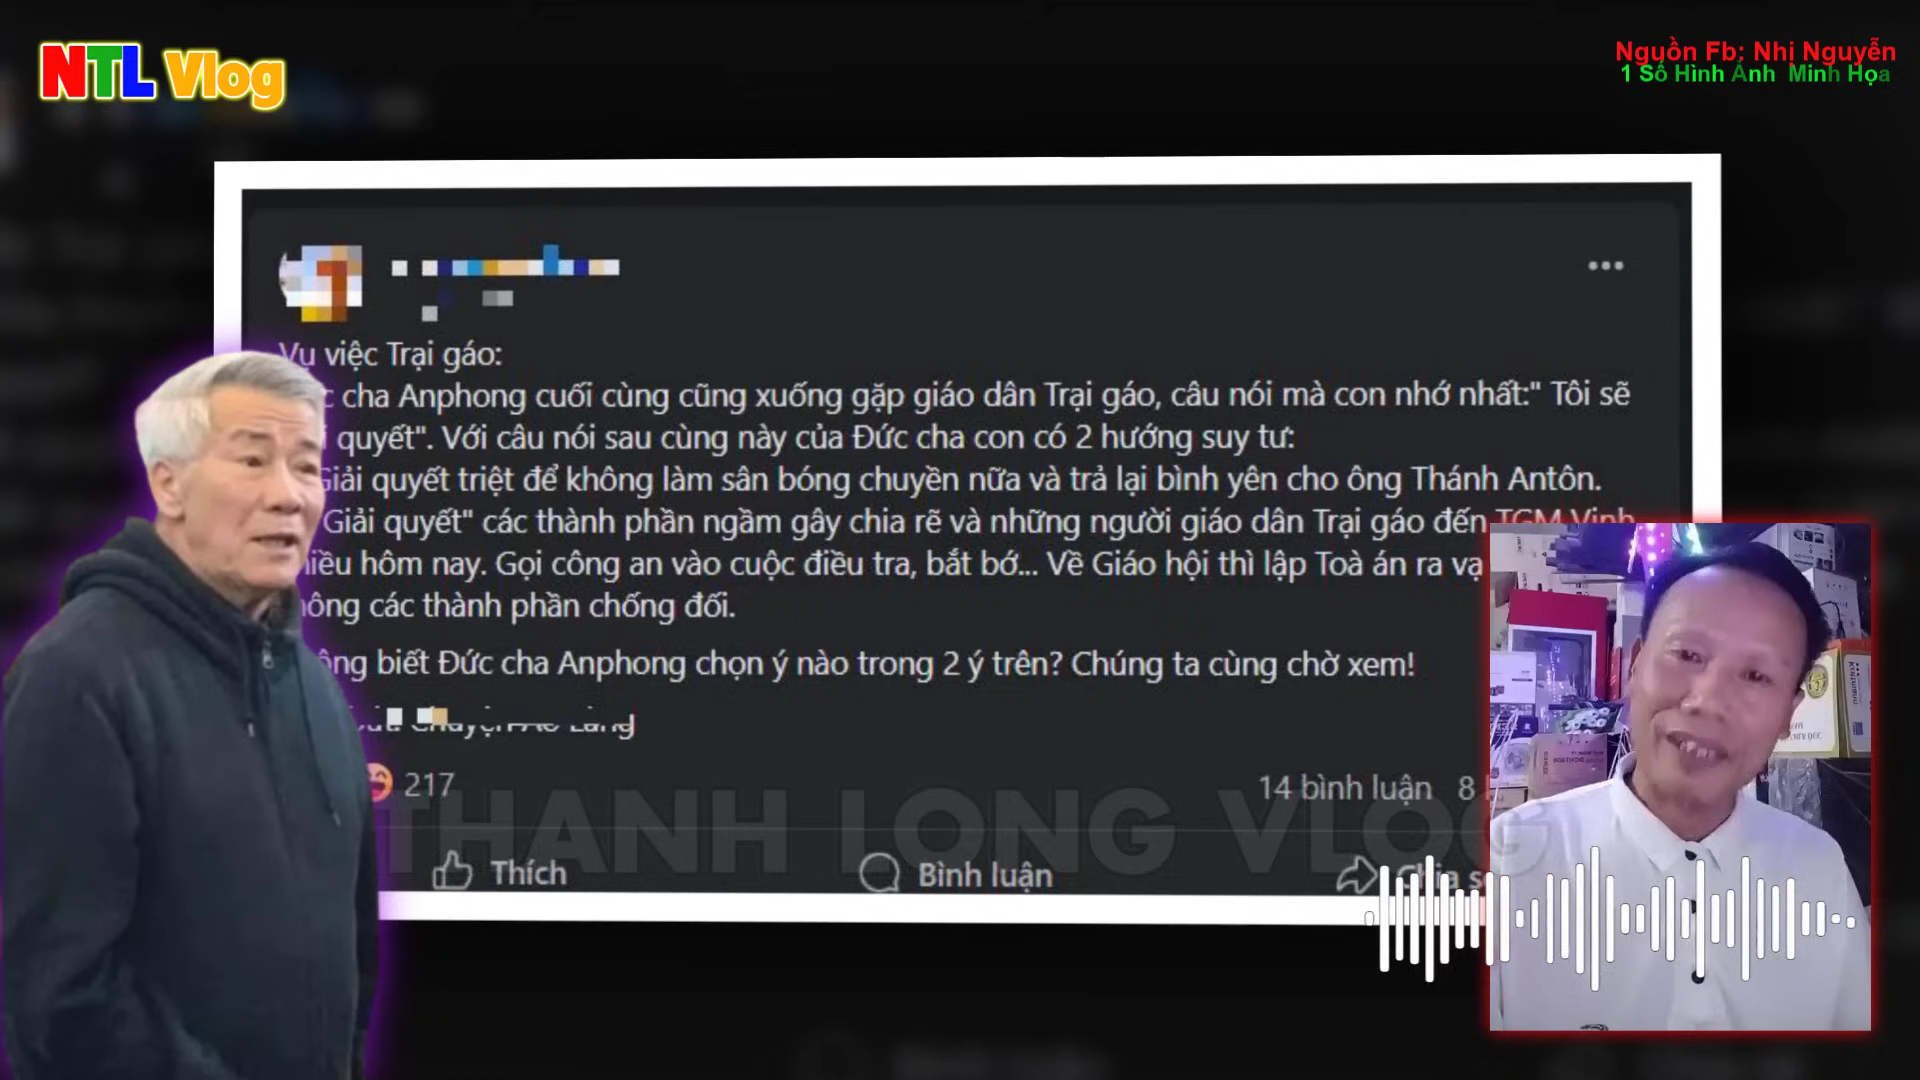 NTL Vlog
Nguồn Fb: Nhị Nguyễn
1 Số Hình Ảnh Minh Họa
...
Vụ việc Trại gáo:
cha Anphong cuối cùng cũng xuống gặp giáo dân Trại gáo, câu nói mà con nhớ nhất:" Tôi sẽ
quyết". Với câu nói sau cùng này của Đức cha con có 2 hướng suy tư:
Giải quyết triệt để không làm sân bóng chuyền nữa và trả lại bình yên cho ông Thánh Antôn.
Giải quyết" các thành phần ngầm gây chia rẽ và những người giáo dân Trại gáo đến TGM Vinh
hôm nay. Gọi công an vào cuộc điều tra, bắt bớ... Về Giáo hội thì lập Toà án ra vạ
các thành phần chống đối.
biết Đức cha Anphong chọn ý nào trong 2 ý trên? Chúng ta cùng chờ xem!
217
14 bình luận 8
THANH LONG VLOG
Thích
Bình luận